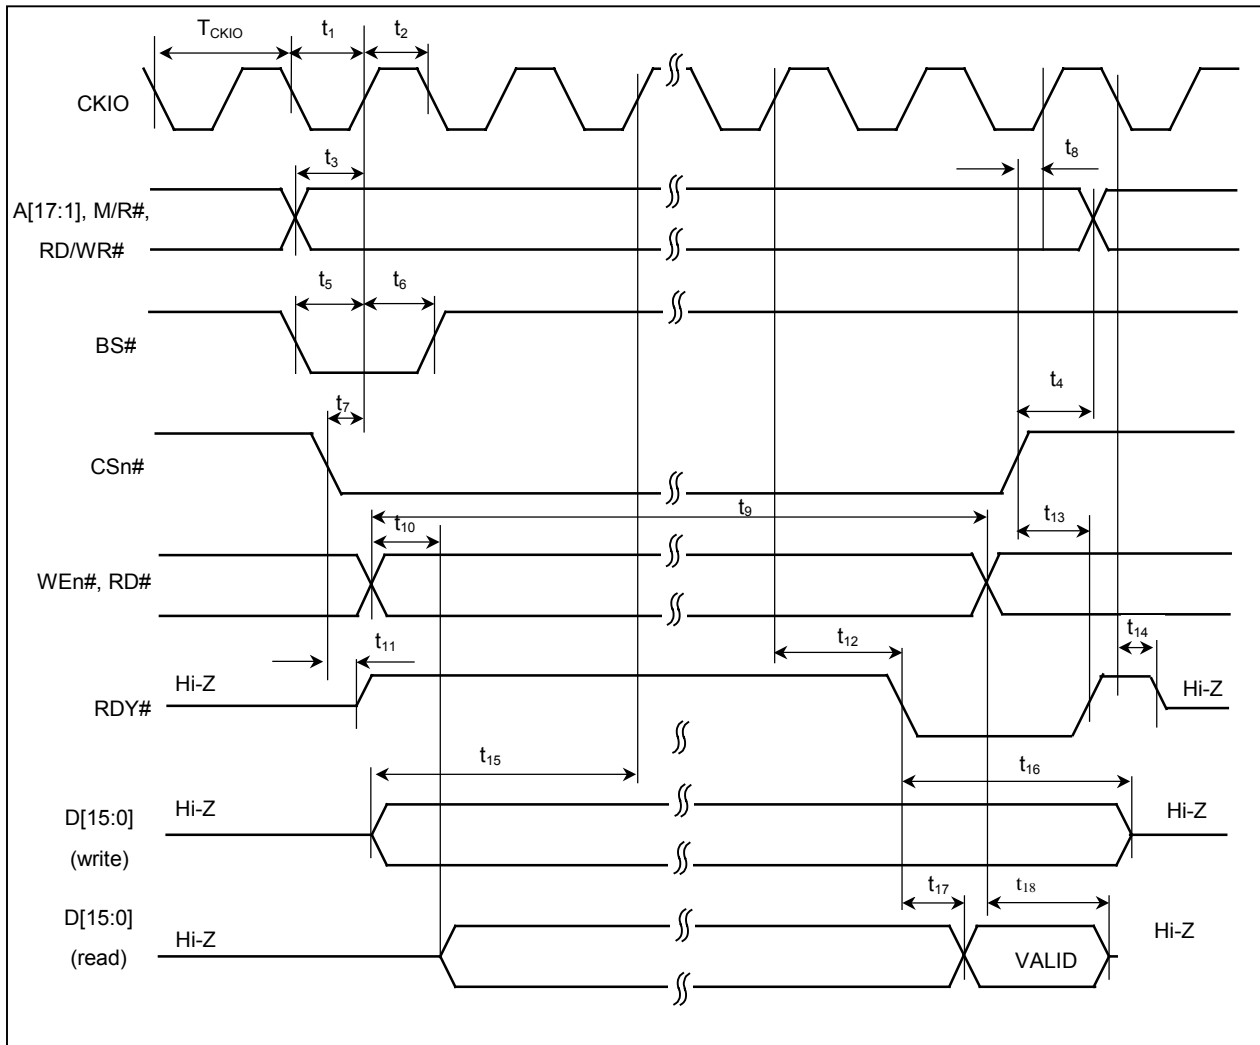 T_CKIO t₁ t₂
CKIO
t₃ t₈
A[17:1], M/R#,
RD/WR#
t₅ t₆
BS#
t₄
t₇
CSn#
t₉
t₁₀ t₁₃
WEn#, RD#
t₁₁ t₁₂ t₁₄
Hi-Z Hi-Z
RDY#
t₁₅ t₁₆
Hi-Z Hi-Z
D[15:0]
(write)
t₁₇ t₁₈
D[15:0]
Hi-Z Hi-Z
(read) VALID